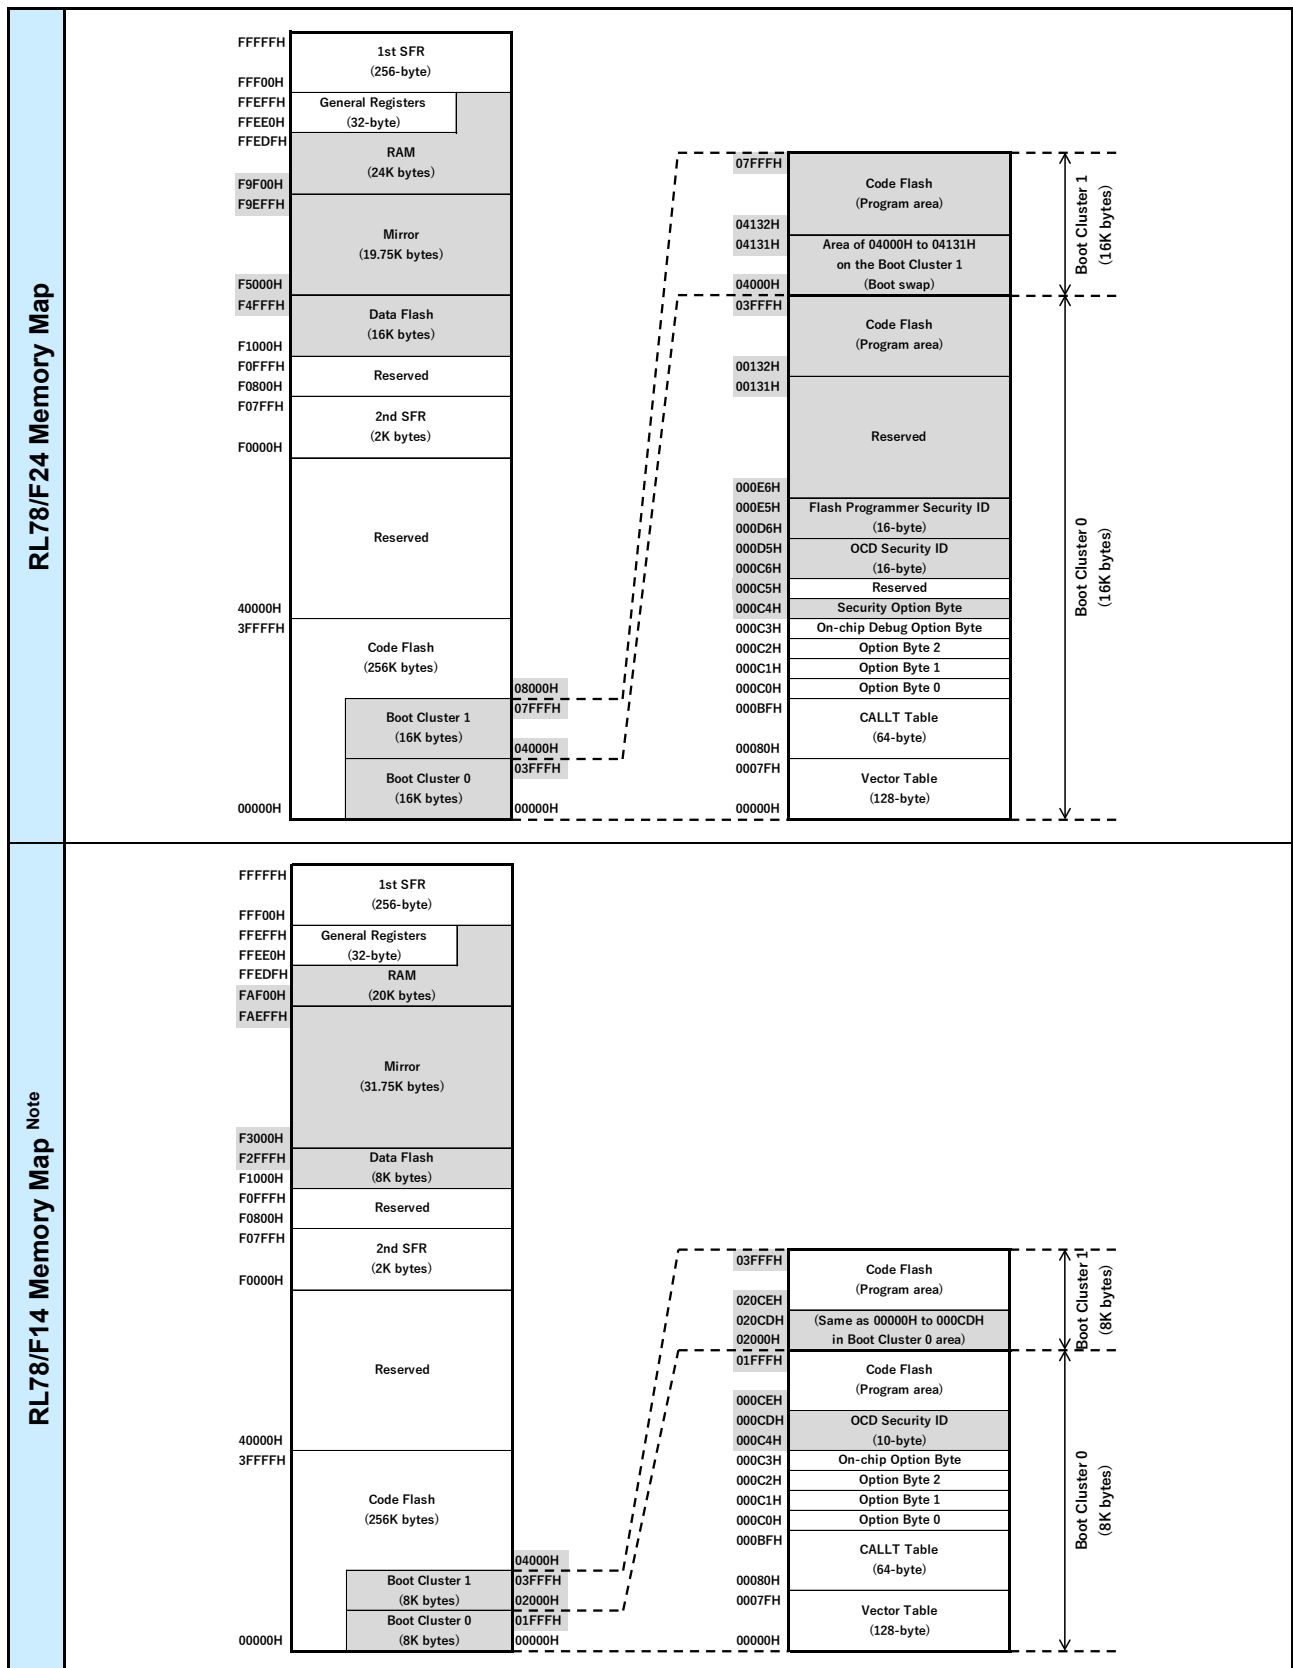 RL78/F24 Memory Map
FFFFFH
1st SFR
(256-byte)
FFF00H
FFEFFH
General Registers
FFEE0H
(32-byte)
FFEDFH
RAM
(24K bytes)
F9F00H
F9EFFH
Mirror
(19.75K bytes)
F5000H
F4FFFH
Data Flash
(16K bytes)
F1000H
F0FFFH
Reserved
F0800H
F07FFH
2nd SFR
(2K bytes)
F0000H
Reserved
40000H
3FFFFH
Code Flash
(256K bytes)
08000H
07FFFH
Boot Cluster 1
(16K bytes)
04000H
03FFFH
Boot Cluster 0
(16K bytes)
00000H
00000H
07FFFH
Code Flash
(Program area)
04132H
04131H
Area of 04000H to 04131H
on the Boot Cluster 1
04000H
(Boot swap)
03FFFH
Code Flash
(Program area)
00132H
00131H
Reserved
000E6H
000E5H
Flash Programmer Security ID
000D6H
(16-byte)
000D5H
OCD Security ID
000C6H
(16-byte)
000C5H
Reserved
000C4H
Security Option Byte
000C3H
On-chip Debug Option Byte
000C2H
Option Byte 2
000C1H
Option Byte 1
000C0H
Option Byte 0
000BFH
CALLT Table
(64-byte)
00080H
0007FH
Vector Table
(128-byte)
00000H
Boot Cluster 1
(16K bytes)
Boot Cluster 0
(16K bytes)
RL78/F14 Memory Map Note
FFFFFH
1st SFR
(256-byte)
FFF00H
FFEFFH
General Registers
FFEE0H
(32-byte)
FFEDFH
RAM
FAF00H
(20K bytes)
FAEFFH
Mirror
(31.75K bytes)
F3000H
F2FFFH
Data Flash
F1000H
(8K bytes)
F0FFFH
Reserved
F0800H
F07FFH
2nd SFR
(2K bytes)
F0000H
Reserved
40000H
3FFFFH
Code Flash
(256K bytes)
04000H
Boot Cluster 1
03FFFH
(8K bytes)
02000H
Boot Cluster 0
01FFFH
00000H
(8K bytes)
00000H
03FFFH
Code Flash
(Program area)
020CEH
020CDH
(Same as 00000H to 000CDH
02000H
in Boot Cluster 0 area)
01FFFH
Code Flash
(Program area)
000CEH
000CDH
OCD Security ID
000C4H
(10-byte)
000C3H
On-chip Option Byte
000C2H
Option Byte 2
000C1H
Option Byte 1
000C0H
Option Byte 0
000BFH
CALLT Table
(64-byte)
00080H
0007FH
Vector Table
(128-byte)
00000H
Boot Cluster 1
(8K bytes)
Boot Cluster 0
(8K bytes)